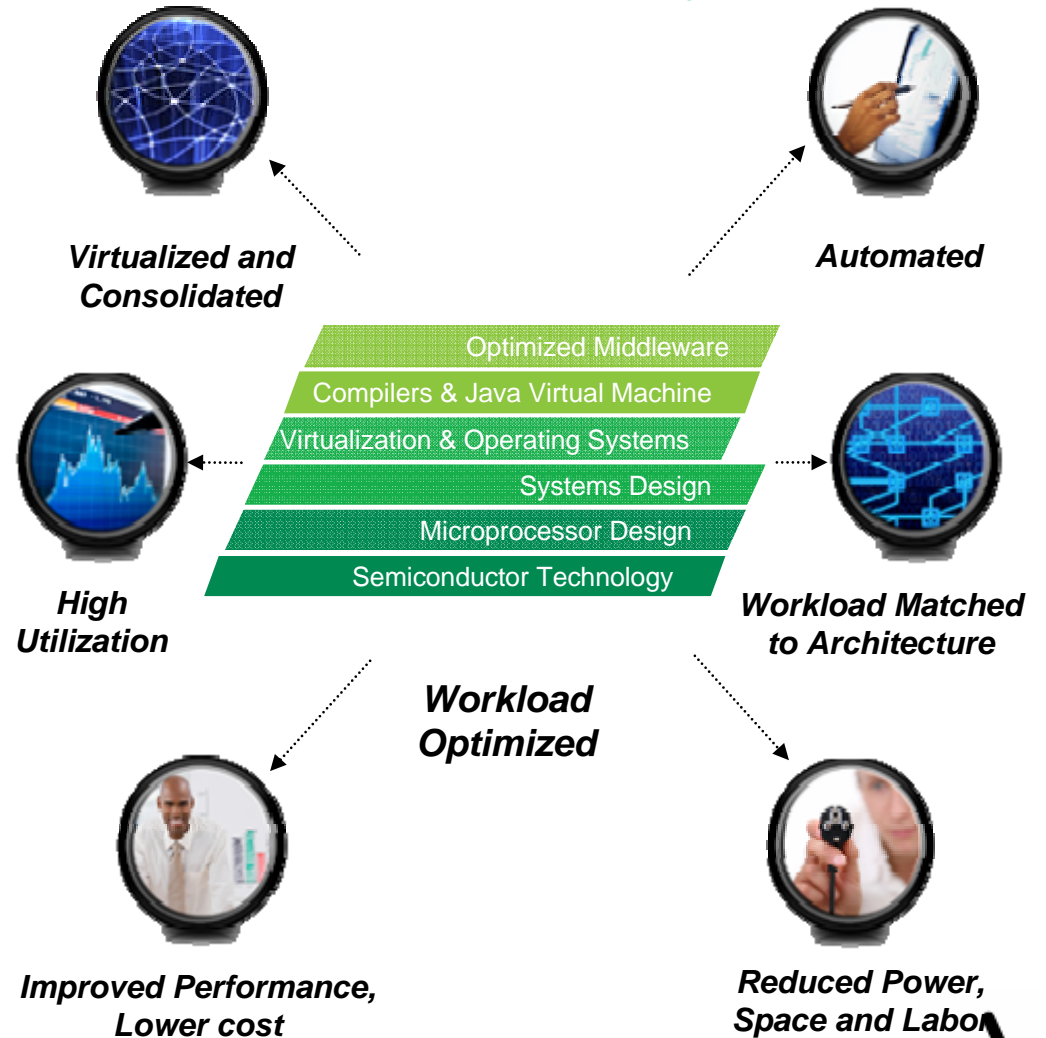 Virtualized and
Consolidated
Automated
Optimized Middleware
Compilers & Java Virtual Machine
Virtualization & Operating Systems
Systems Design
Microprocessor Design
Semiconductor Technology
High
Utilization
Workload Matched
to Architecture
Workload
Optimized
Improved Performance,
Lower cost
Reduced Power,
Space and Labor